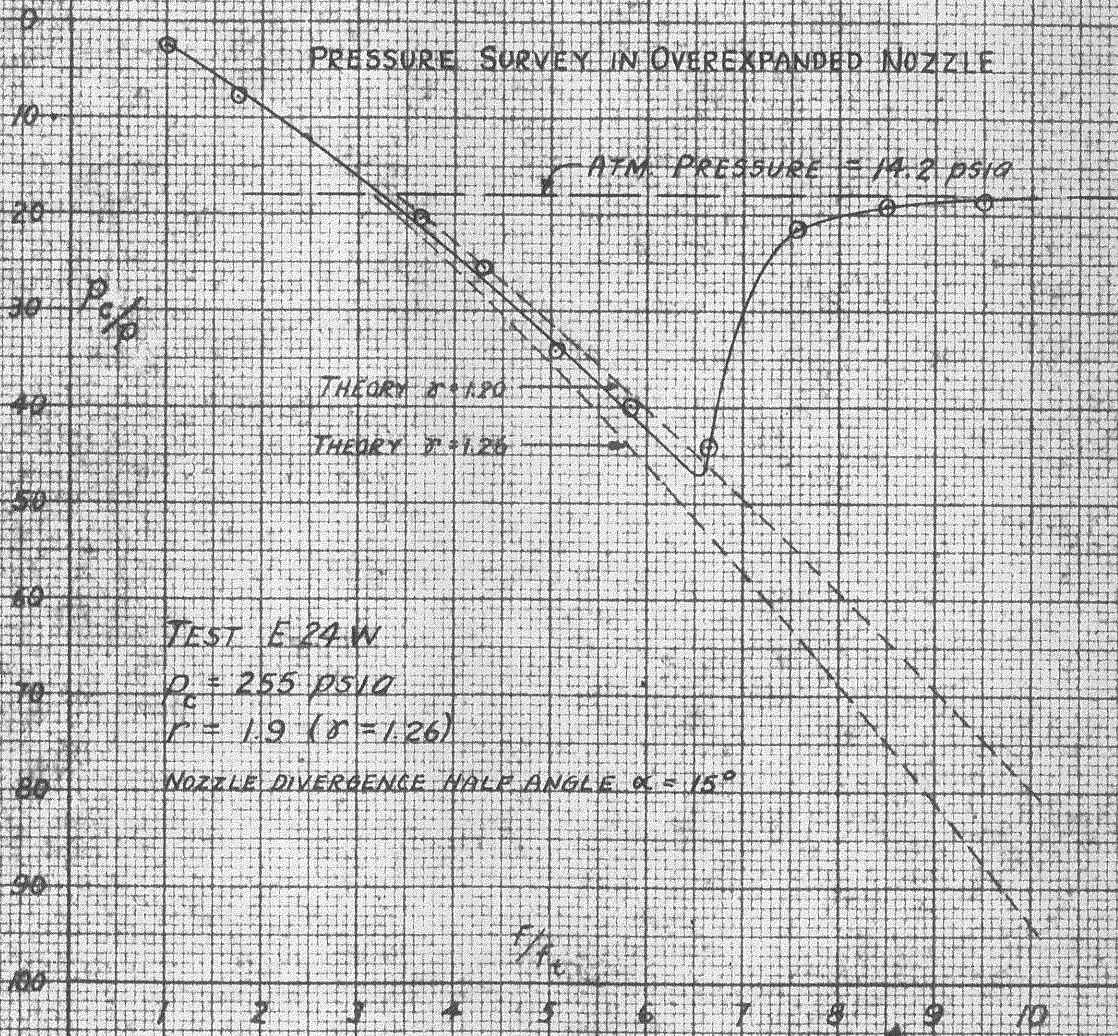 0
PRESSURE SURVEY IN OVEREXPANDED NOZZLE
10
ATM. PRESSURE = 14.2 psia
20
30
Pc/p
40
THEORY γ=1.20
THEORY γ=1.26
50
60
TEST E 24 W
pc = 255 psia
70
r = 1.9 (γ=1.26)
NOZZLE DIVERGENCE HALF ANGLE α = 15°
80
90
f/ft
100
1 2 3 4 5 6 7 8 9 10